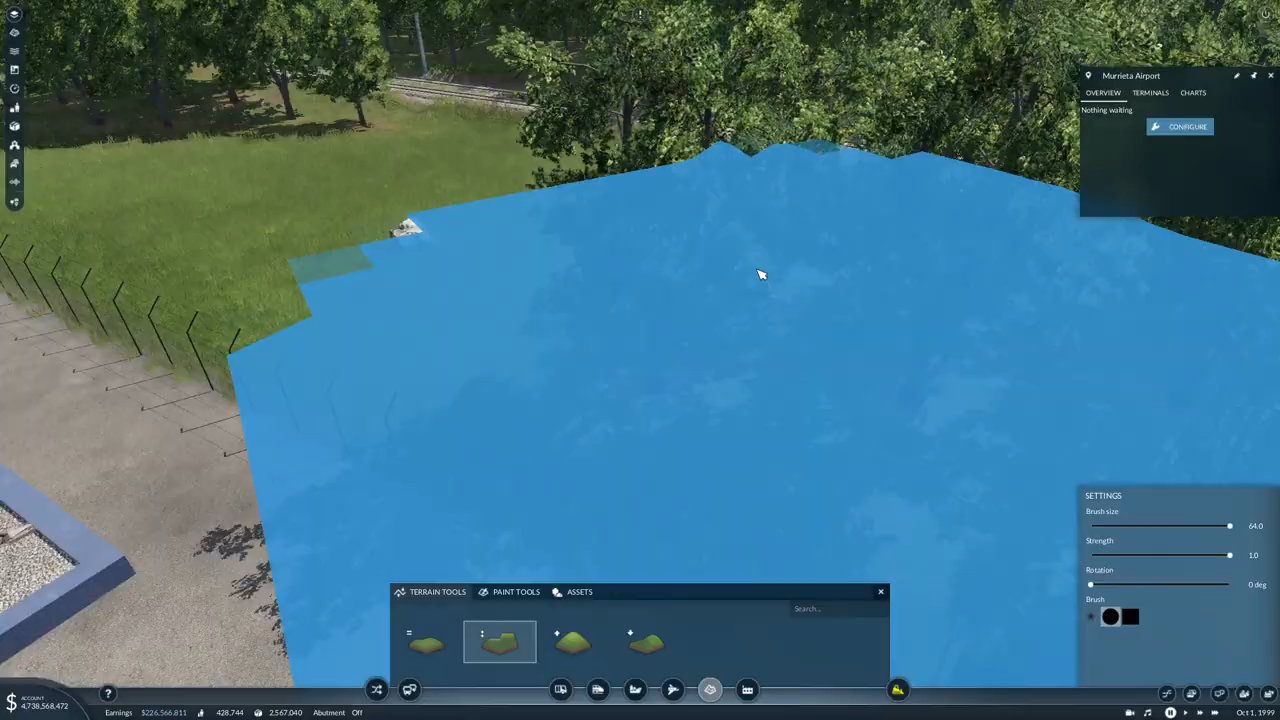 Murrieta Airport
OVERVIEW TERMINALS CHARTS
Nothing waiting
CONFIGURE
SETTINGS
Brush size
64.0
Strength
1.0
Rotation
0 deg
Brush
TERRAIN TOOLS PAINT TOOLS ASSETS
Search...
$ ACCOUNT
4,738,568,472
?
Earnings $226,566.811 428.744 2,567.040 Abutment Off
Oct 1, 1999